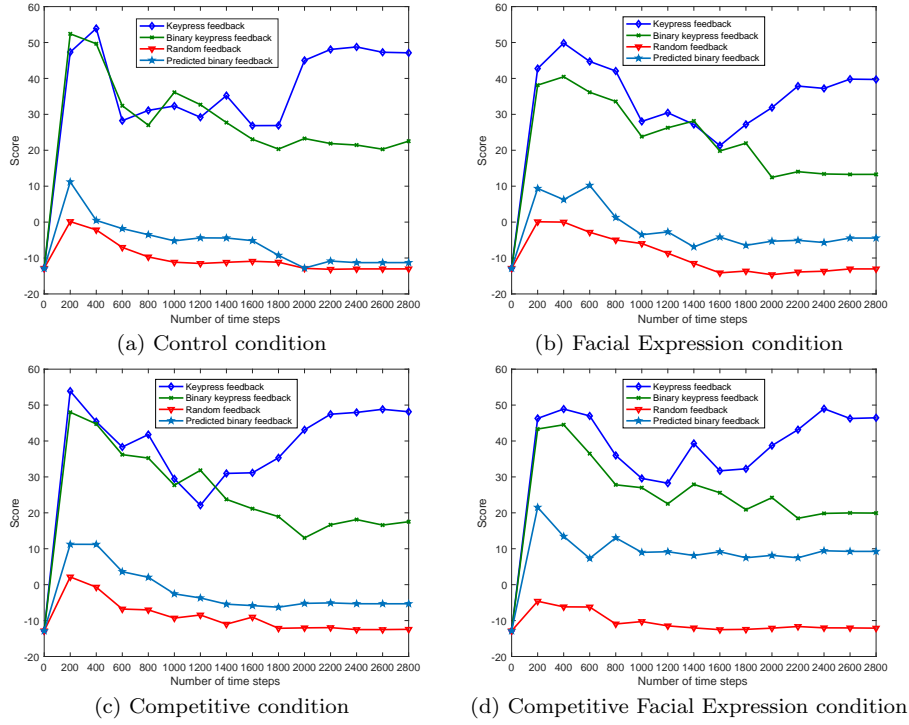 Keypress feedback
Binary keypress feedback
Random feedback
Predicted binary feedback
60
50
40
30
20
10
0
-10
-20
Score
0 200 400 600 800 1000 1200 1400 1600 1800 2000 2200 2400 2600 2800
Number of time steps
(a) Control condition
Keypress feedback
Binary keypress feedback
Random feedback
Predicted binary feedback
60
50
40
30
20
10
0
-10
-20
Score
0 200 400 600 800 1000 1200 1400 1600 1800 2000 2200 2400 2600 2800
Number of time steps
(b) Facial Expression condition
Keypress feedback
Binary keypress feedback
Random feedback
Predicted binary feedback
60
50
40
30
20
10
0
-10
-20
Score
0 200 400 600 800 1000 1200 1400 1600 1800 2000 2200 2400 2600 2800
Number of time steps
(c) Competitive condition
Keypress feedback
Binary keypress feedback
Random feedback
Predicted binary feedback
60
50
40
30
20
10
0
-10
-20
Score
0 200 400 600 800 1000 1200 1400 1600 1800 2000 2200 2400 2600 2800
Number of time steps
(d) Competitive Facial Expression condition